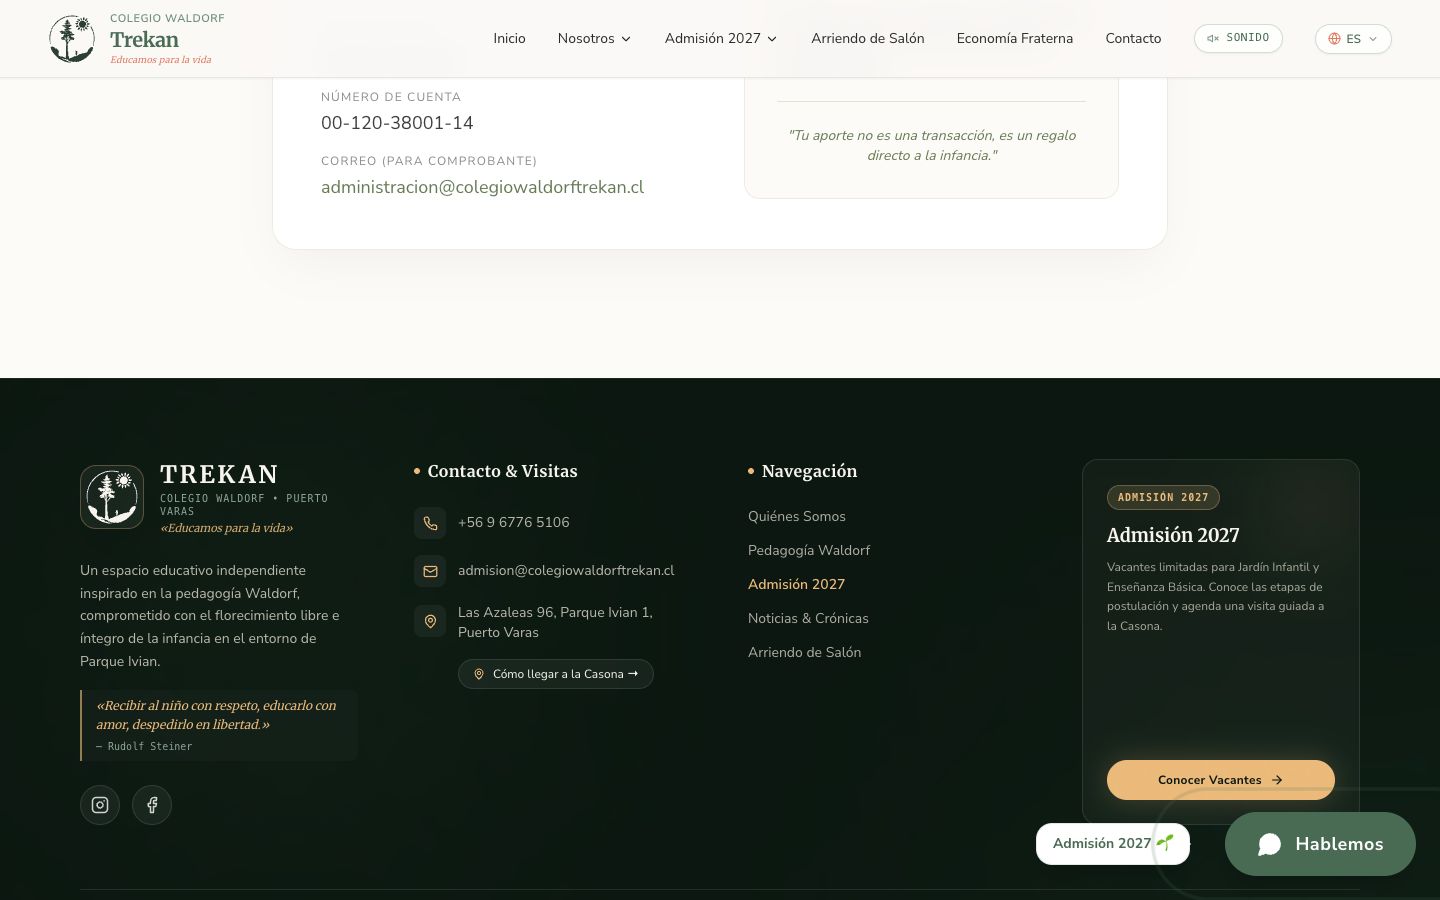 COLEGIO WALDORF
Trekan
Educamos para la vida
Inicio
Nosotros
Admisión 2027
Arriendo de Salón
Economía Fraterna
Contacto
SONIDO
ES
NÚMERO DE CUENTA
00-120-38001-14
CORREO (PARA COMPROBANTE)
administracion@colegiowaldorftrekan.cl
"Tu aporte no es una transacción, es un regalo
directo a la infancia."
TREKAN
COLEGIO WALDORF • PUERTO
VARAS
«Educamos para la vida»
Un espacio educativo independiente
inspirado en la pedagogía Waldorf,
comprometido con el florecimiento libre e
íntegro de la infancia en el entorno de
Parque Ivian.
«Recibir al niño con respeto, educarlo con
amor, despedirlo en libertad.»
— Rudolf Steiner
Contacto & Visitas
+56 9 6776 5106
admision@colegiowaldorftrekan.cl
Las Azaleas 96, Parque Ivian 1,
Puerto Varas
Cómo llegar a la Casona →
Navegación
Quiénes Somos
Pedagogía Waldorf
Admisión 2027
Noticias & Crónicas
Arriendo de Salón
ADMISIÓN 2027
Admisión 2027
Vacantes limitadas para Jardín Infantil y
Enseñanza Básica. Conoce las etapas de
postulación y agenda una visita guiada a
la Casona.
Conocer Vacantes →
Admisión 2027 🌱
Hablemos